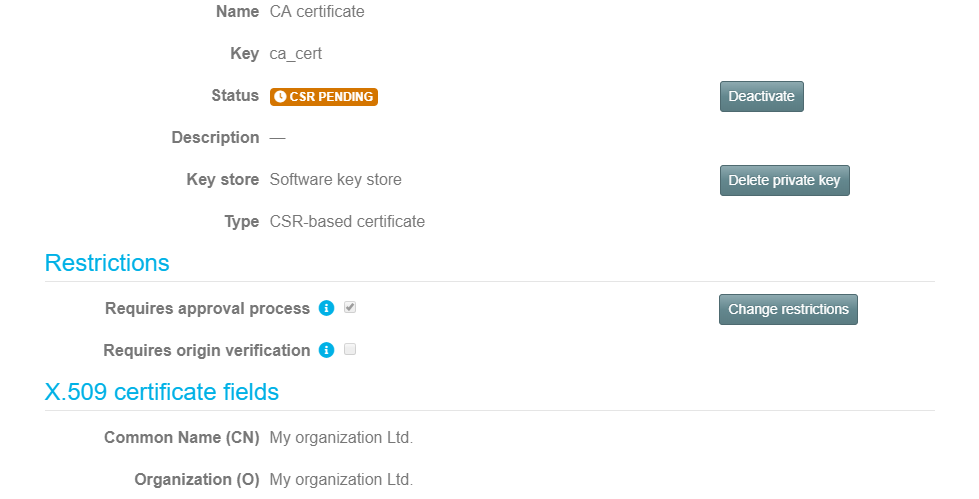 Name CA certificate
Key ca_cert
Status CSR PENDING Deactivate
Description —
Key store Software key store Delete private key
Type CSR-based certificate
Restrictions
Requires approval process Change restrictions
Requires origin verification
X.509 certificate fields
Common Name (CN) My organization Ltd.
Organization (O) My organization Ltd.